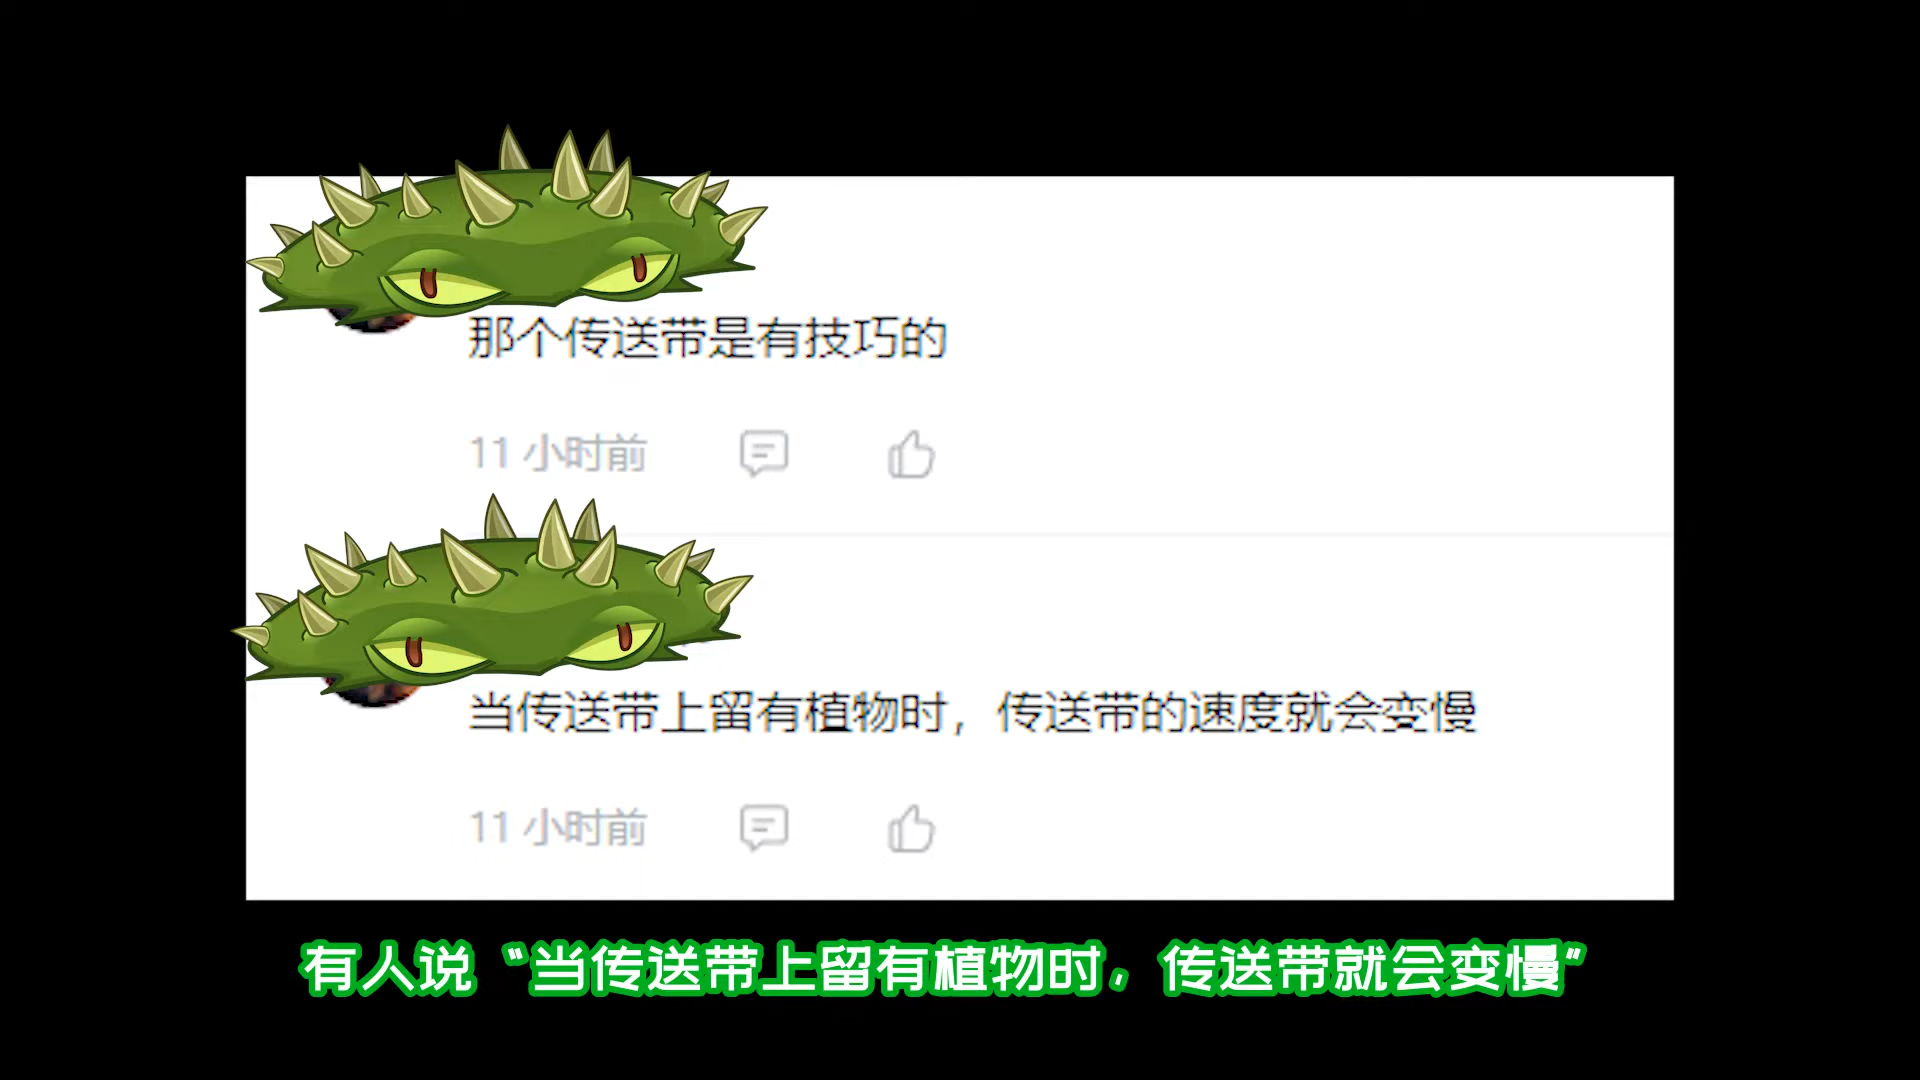 那个传送带是有技巧的
11 小时前
当传送带上留有植物时，传送带的速度就会变慢
11 小时前
有人说“当传送带上留有植物时，传送带就会变慢”